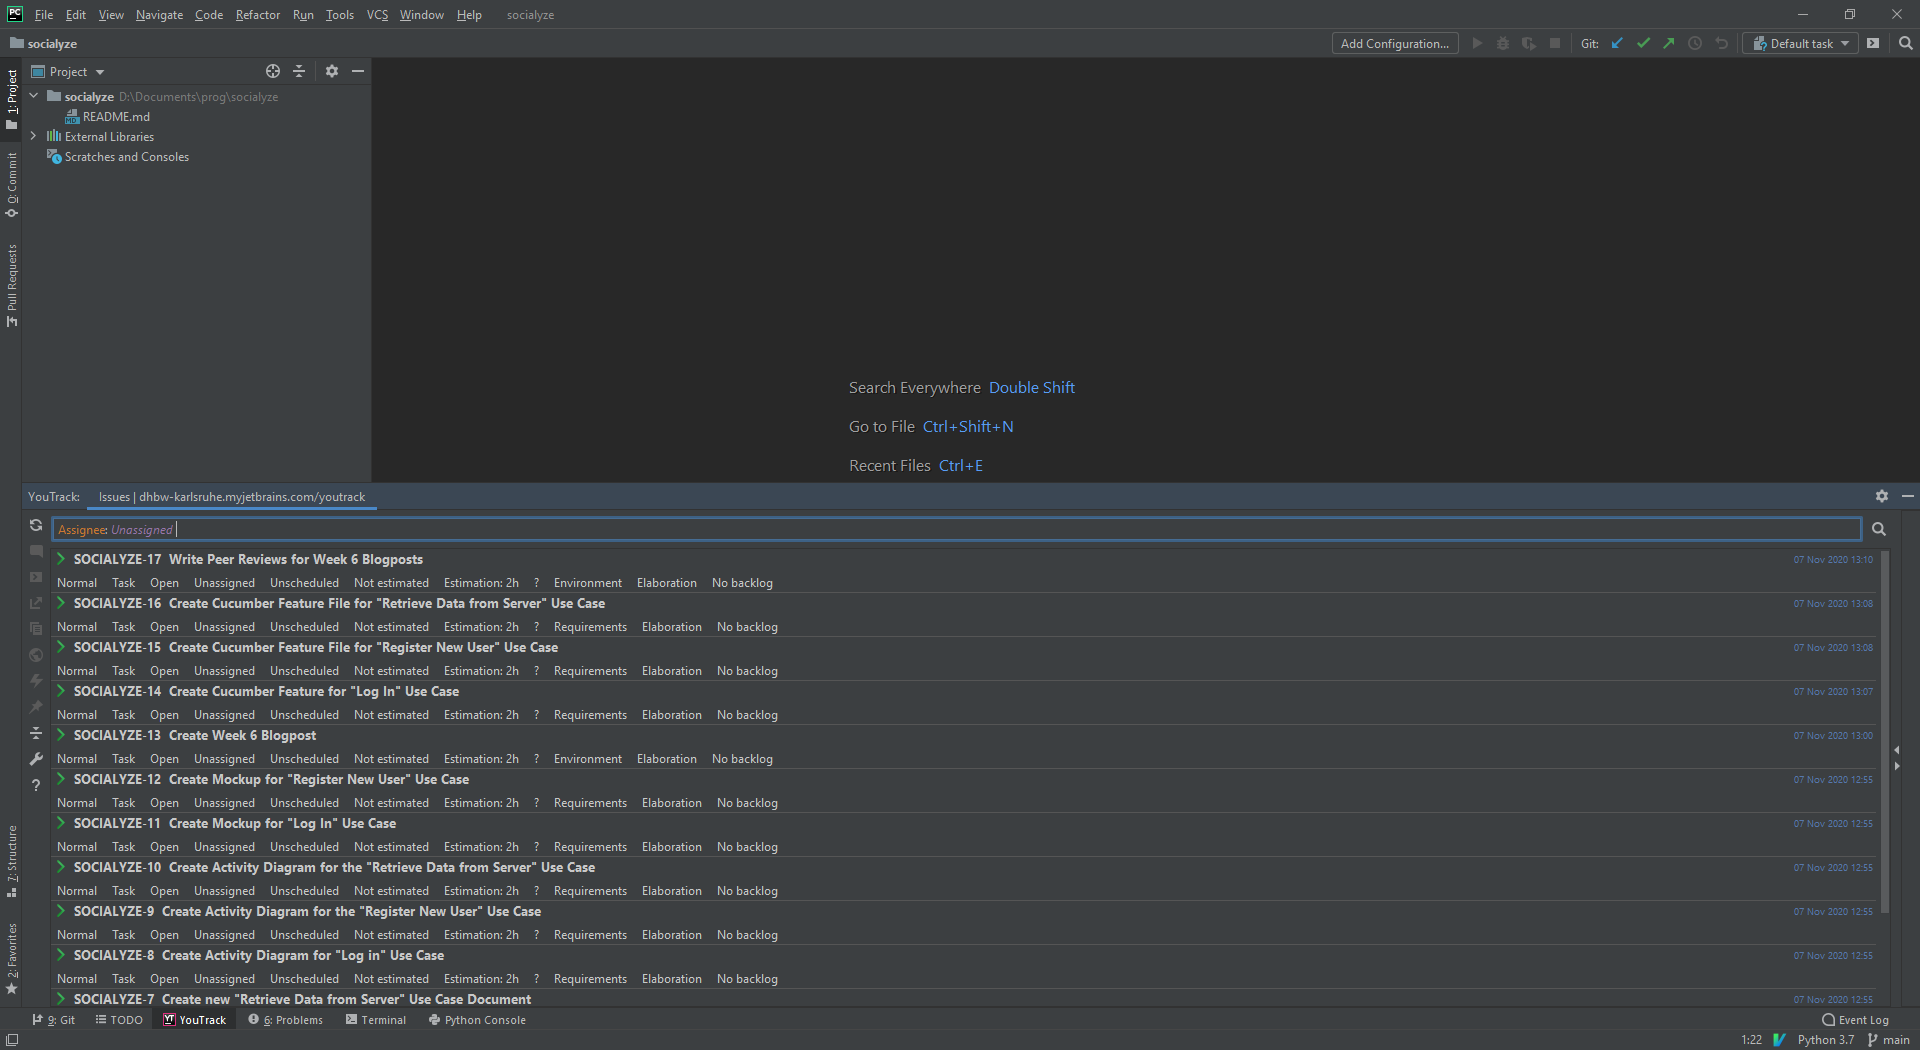 PC File Edit View Navigate Code Refactor Run Tools VCS Window Help socialyze
socialyze Add Configuration... Git: Default task
1: Project
0: Commit
Pull Requests
7: Structure
2: Favorites
Project
socialyze D:\Documents\prog\socialyze
README.md
External Libraries
Scratches and Consoles
Search Everywhere Double Shift
Go to File Ctrl+Shift+N
Recent Files Ctrl+E
YouTrack: Issues | dhbw-karlsruhe.myjetbrains.com/youtrack
Assignee: Unassigned
SOCIALYZE-17 Write Peer Reviews for Week 6 Blogposts 07 Nov 2020 13:10
Normal Task Open Unassigned Unscheduled Not estimated Estimation: 2h ? Environment Elaboration No backlog
SOCIALYZE-16 Create Cucumber Feature File for "Retrieve Data from Server" Use Case 07 Nov 2020 13:08
Normal Task Open Unassigned Unscheduled Not estimated Estimation: 2h ? Requirements Elaboration No backlog
SOCIALYZE-15 Create Cucumber Feature File for "Register New User" Use Case 07 Nov 2020 13:08
Normal Task Open Unassigned Unscheduled Not estimated Estimation: 2h ? Requirements Elaboration No backlog
SOCIALYZE-14 Create Cucumber Feature for "Log In" Use Case 07 Nov 2020 13:07
Normal Task Open Unassigned Unscheduled Not estimated Estimation: 2h ? Requirements Elaboration No backlog
SOCIALYZE-13 Create Week 6 Blogpost 07 Nov 2020 13:00
Normal Task Open Unassigned Unscheduled Not estimated Estimation: 2h ? Environment Elaboration No backlog
SOCIALYZE-12 Create Mockup for "Register New User" Use Case 07 Nov 2020 12:55
Normal Task Open Unassigned Unscheduled Not estimated Estimation: 2h ? Requirements Elaboration No backlog
SOCIALYZE-11 Create Mockup for "Log In" Use Case 07 Nov 2020 12:55
Normal Task Open Unassigned Unscheduled Not estimated Estimation: 2h ? Requirements Elaboration No backlog
SOCIALYZE-10 Create Activity Diagram for the "Retrieve Data from Server" Use Case 07 Nov 2020 12:55
Normal Task Open Unassigned Unscheduled Not estimated Estimation: 2h ? Requirements Elaboration No backlog
SOCIALYZE-9 Create Activity Diagram for the "Register New User" Use Case 07 Nov 2020 12:55
Normal Task Open Unassigned Unscheduled Not estimated Estimation: 2h ? Requirements Elaboration No backlog
SOCIALYZE-8 Create Activity Diagram for "Log in" Use Case 07 Nov 2020 12:55
Normal Task Open Unassigned Unscheduled Not estimated Estimation: 2h ? Requirements Elaboration No backlog
SOCIALYZE-7 Create new "Retrieve Data from Server" Use Case Document 07 Nov 2020 12:55
9: Git TODO YT YouTrack 6: Problems Terminal Python Console Event Log
1:22 Python 3.7 main